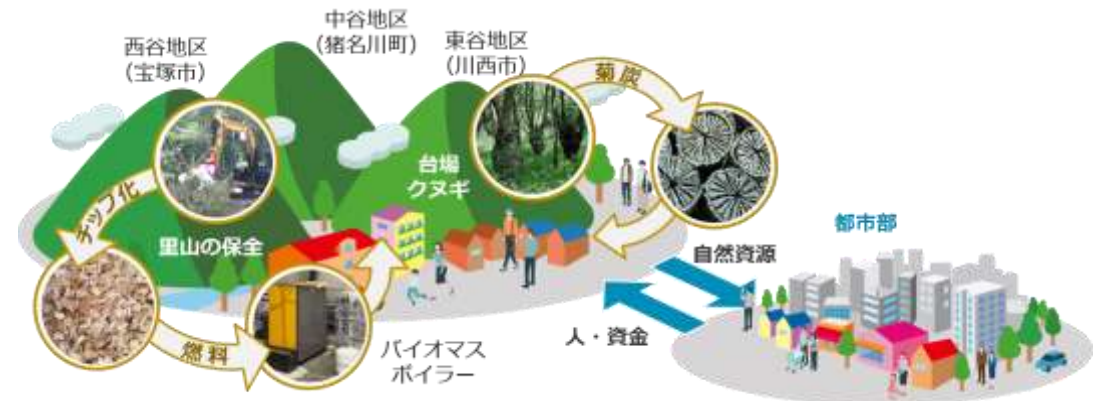 中谷地区
(猪名川町)
西谷地区
(宝塚市)
東谷地区
(川西市)
菊炭
台場
クヌギ
チップ化
里山の保全
燃料
バイオマス
ボイラー
自然資源
人・資金
都市部